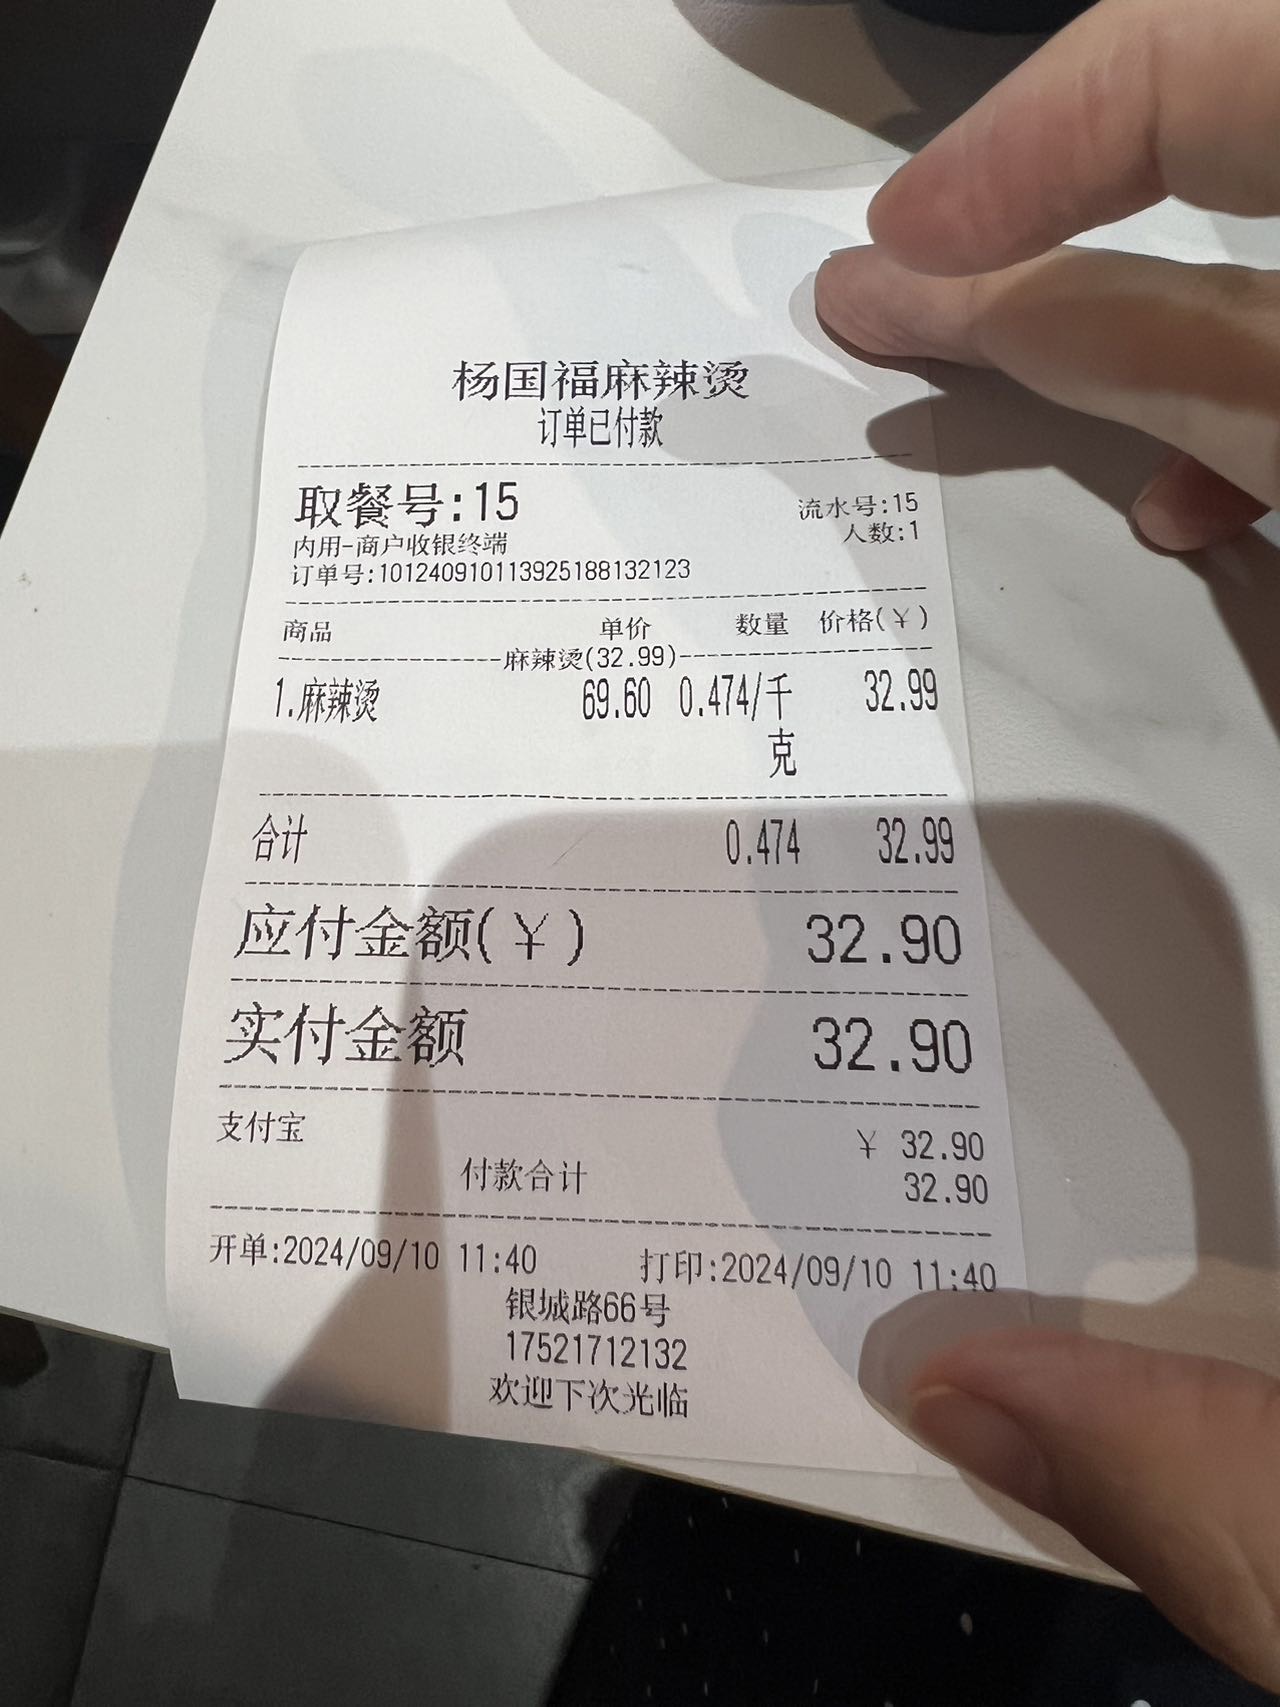 杨国福麻辣烫
订单已付款
取餐号:15 流水号:15
内用-商户收银终端 人数:1
订单号:101240910113925188132123
商品 单价 数量 价格(¥)
麻辣烫(32.99)
1.麻辣烫 69.60 0.474/千克 32.99
合计 0.474 32.99
应付金额(¥) 32.90
实付金额 32.90
支付宝 ¥ 32.90
付款合计 32.90
开单:2024/09/10 11:40 打印:2024/09/10 11:40
银城路66号
17521712132
欢迎下次光临